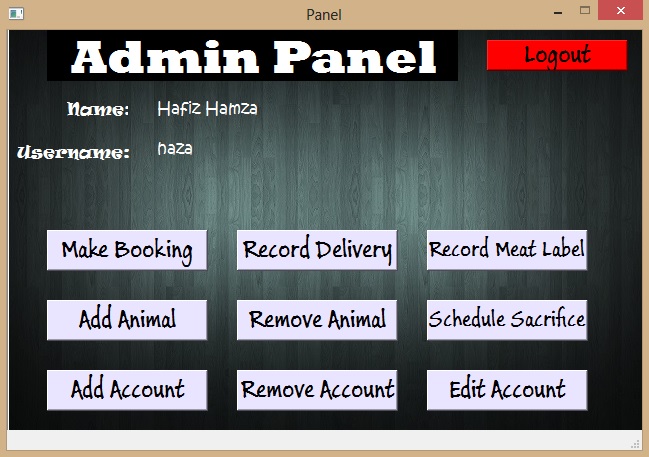 Panel
Admin Panel
Logout
Name: Hafiz Hamza
Username: haza
Make Booking Record Delivery Record Meat Label
Add Animal Remove Animal Schedule Sacrifice
Add Account Remove Account Edit Account